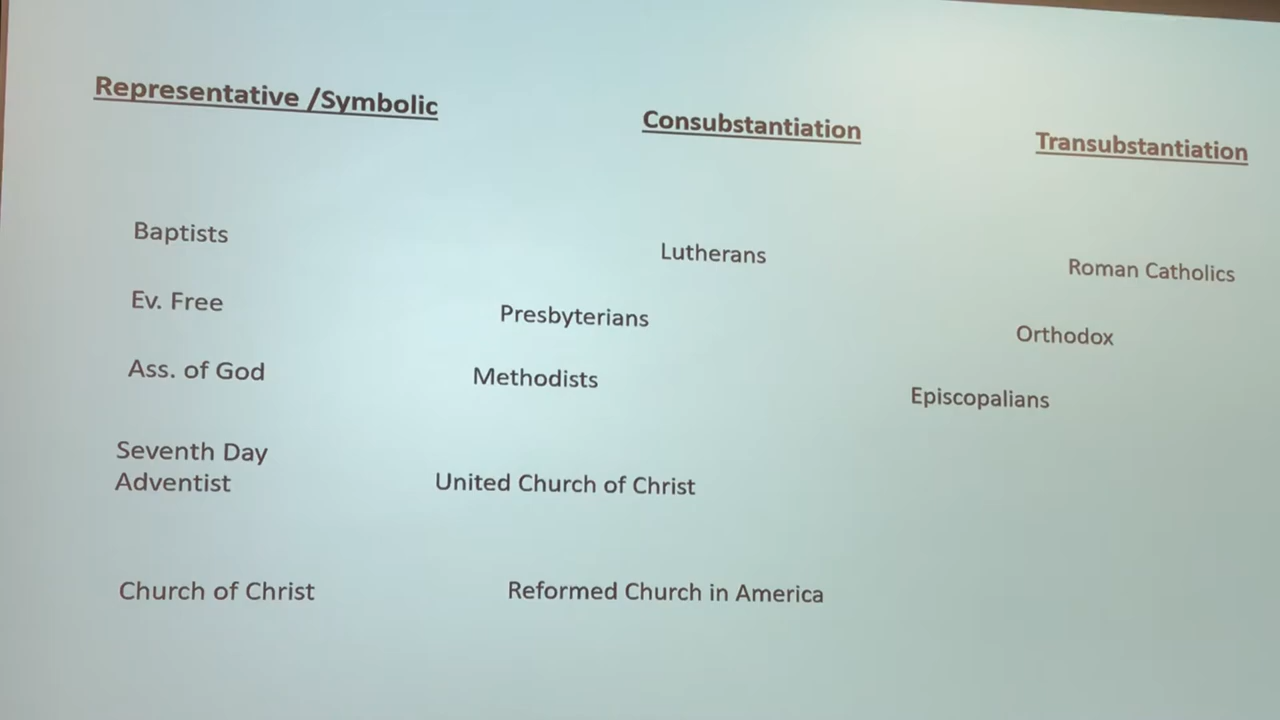 Representative /Symbolic
Consubstantiation
Transubstantiation
Baptists
Lutherans
Roman Catholics
Ev. Free
Presbyterians
Orthodox
Ass. of God
Methodists
Episcopalians
Seventh Day
Adventist
United Church of Christ
Church of Christ
Reformed Church in America